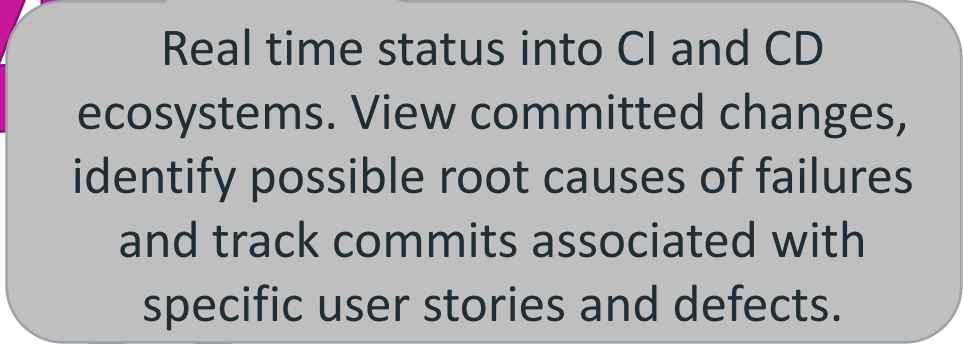 Real time status into CI and CD
ecosystems. View committed changes,
identify possible root causes of failures
and track commits associated with
specific user stories and defects.